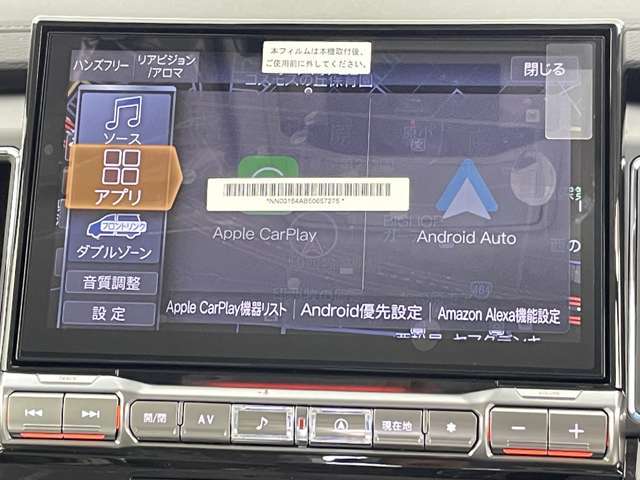 本フィルムは本機取付後、
ご使用前に外してください。
ハンズフリー
リアビジョン
/アロマ
閉じる
ソース
アプリ
フロントリンク
ダブルゾーン
音質調整
設定
Apple CarPlay
Android Auto
Apple CarPlay機器リスト
Android優先設定
Amazon Alexa機能設定
開/閉
AV
現在地